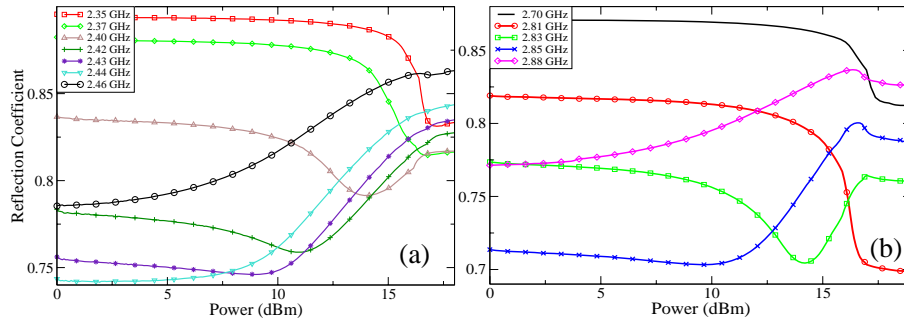 2.35 GHz
2.37 GHz
2.40 GHz
2.42 GHz
2.43 GHz
2.44 GHz
2.46 GHz
0.85
0.8
0.75
Reflection Coefficient
0
5
10
15
Power (dBm)
(a)
2.70 GHz
2.81 GHz
2.83 GHz
2.85 GHz
2.88 GHz
0.85
0.8
0.75
0.7
0
5
10
15
Power (dBm)
(b)